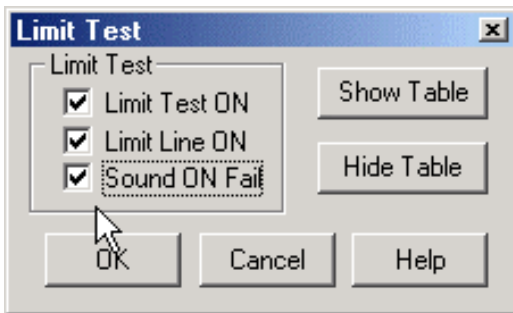 Limit Test
Limit Test
Limit Test ON
Limit Line ON
Sound ON Fail
Show Table
Hide Table
OK
Cancel
Help